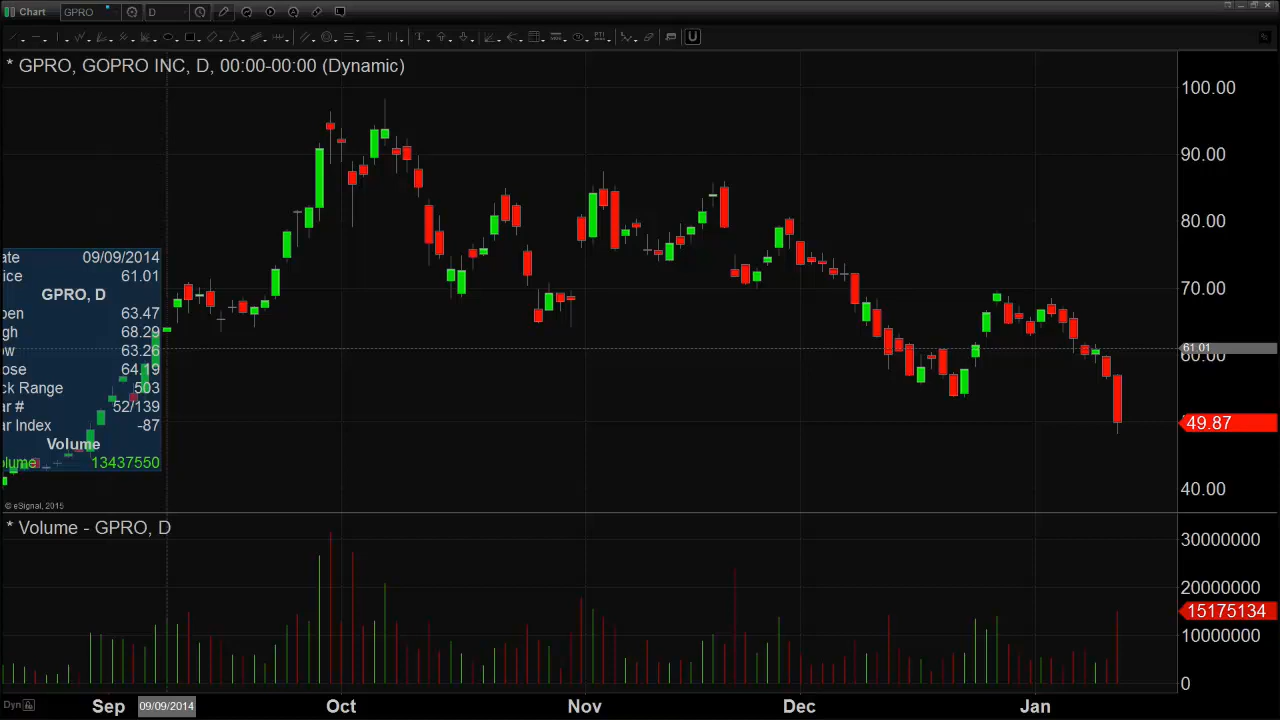 Chart GPRO D
* GPRO, GOPRO INC, D, 00:00-00:00 (Dynamic)
100.00
90.00
80.00
70.00
61.01
60.00
49.87
40.00
ate 09/09/2014
ice 61.01
GPRO, D
pen 63.47
gh 68.29
ow 63.26
ose 64.19
ck Range 503
ar # 52/139
ar Index -87
Volume
olume 13437550
© eSignal, 2015
* Volume - GPRO, D
30000000
20000000
15175134
10000000
0
Dyn Sep 09/09/2014 Oct Nov Dec Jan